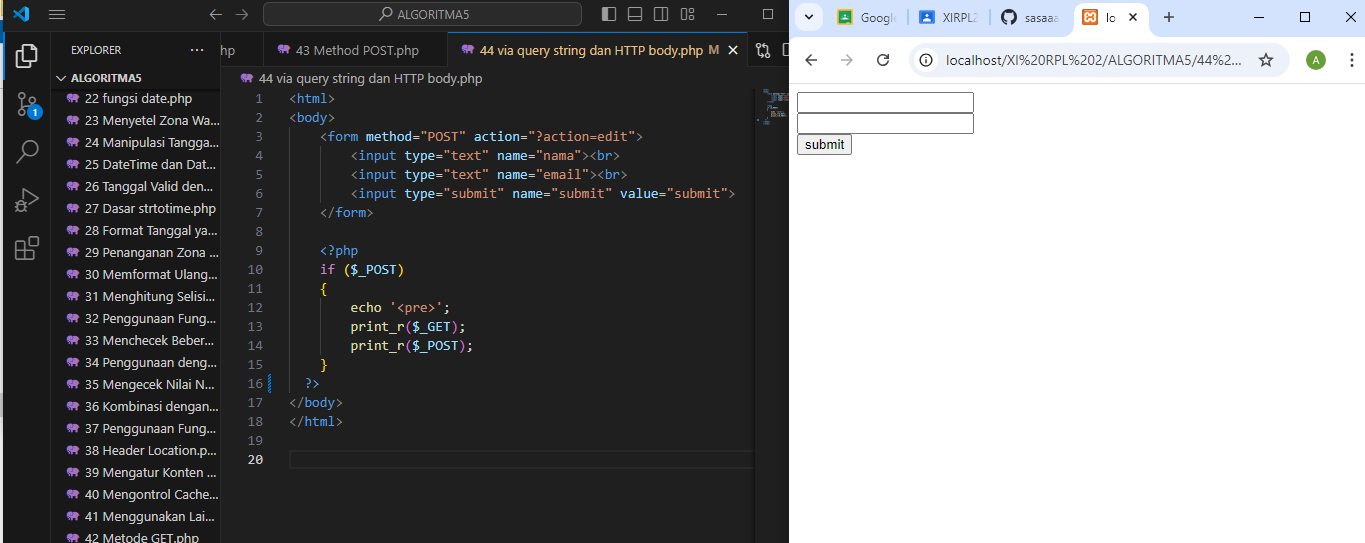 ALGORITMA5
EXPLORER
ALGORITMA5
22 fungsi date.php
23 Menyetel Zona Wa...
24 Manipulasi Tangga...
25 DateTime dan Dat...
26 Tanggal Valid den...
27 Dasar strtotime.php
28 Format Tanggal ya...
29 Penanganan Zona ...
30 Memformat Ulang...
31 Menghitung Selisi...
32 Penggunaan Fung...
33 Menchecek Beber...
34 Penggunaan deng...
35 Mengecek Nilai N...
36 Kombinasi dengan...
37 Penggunaan Fung...
38 Header Location.p...
39 Mengatur Konten ...
40 Mengontrol Cache...
41 Menggunakan Lai...
42 Metode GET.php
1
hp
43 Method POST.php
44 via query string dan HTTP body.php M
44 via query string dan HTTP body.php
1 <html>
2 <body>
3 <form method="POST" action="?action=edit">
4 <input type="text" name="nama"><br>
5 <input type="text" name="email"><br>
6 <input type="submit" name="submit" value="submit">
7 </form>
8
9 <?php
10 if ($_POST)
11 {
12 echo '<pre>';
13 print_r($_GET);
14 print_r($_POST);
15 }
16 ?>
17 </body>
18 </html>
19
20
Google
XIRPL2
sasaaa
lo
localhost/XI%20RPL%202/ALGORITMA5/44%2...
A
submit